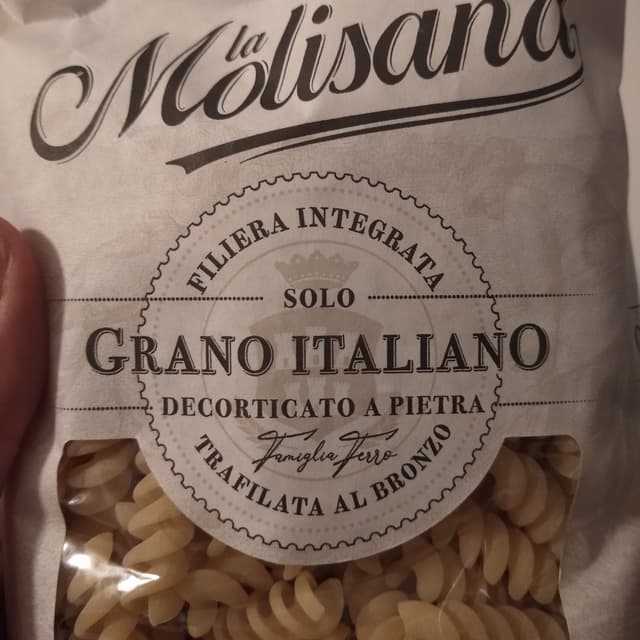 la
Molisana
FILIERA INTEGRATA
SOLO
GRANO ITALIANO
DECORTICATO A PIETRA
Famiglia Ferro
TRAFILATA AL BRONZO